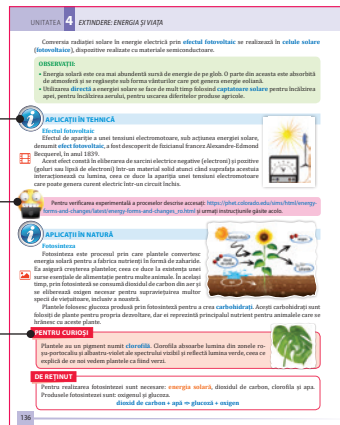 UNITATEA 4 EXTINDERE: ENERGIA ȘI VIAȚA
Conversia radiației solare în energie electrică prin efectul fotovoltaic se realizează în celule solare
(fotovoltaice), dispozitive realizate cu materiale semiconductoare.
OBSERVAȚII:
• Energia solară este cea mai abundentă sursă de energie de pe glob. O parte din aceasta este absorbită
de atmosferă și se regăsește sub forma vânturilor care pot genera energie eoliană.
• Utilizarea directă a energiei solare se face de mult timp folosind captatoare solare pentru încălzirea
apei, pentru încălzirea aerului, pentru uscarea diferitelor produse agricole.
APLICAȚII ÎN TEHNICĂ
Efectul fotovoltaic
Efectul de apariție a unei tensiuni electromotoare, sub acțiunea energiei solare,
denumit efect fotovoltaic, a fost descoperit de fizicianul francez Alexandre-Edmond
Becquerel, în anul 1839.
Acest efect constă în eliberarea de sarcini electrice negative (electroni) și pozitive
(goluri sau lipsă de electroni) într-un material solid atunci când suprafața acestuia
interacționează cu lumina, ceea ce duce la apariția unei tensiuni electromotoare
care poate genera curent electric într-un circuit închis.
Pentru verificarea experimentală a proceselor descrise accesați: https://phet.colorado.edu/sims/html/energy-
forms-and-changes/latest/energy-forms-and-changes_ro.html și urmați instrucțiunile găsite acolo.
APLICAȚII ÎN NATURĂ
Fotosinteza
Fotosinteza este procesul prin care plantele convertesc
energia solară pentru a fabrica nutrienți în formă de zaharide.
Ea asigură creșterea plantelor, ceea ce duce la existența unei
surse esențiale de alimentație pentru multe animale. În același
timp, prin fotosinteză se consumă dioxidul de carbon din aer și
se eliberează oxigen necesar pentru supraviețuirea multor
specii de viețuitoare, inclusiv a noastră.
Plantele folosesc glucoza produsă prin fotosinteză pentru a crea carbohidrați. Acești carbohidrați sunt
folosiți de plante pentru propria dezvoltare, dar ei reprezintă principalul nutrient pentru animalele care se
hrănesc cu aceste plante.
PENTRU CURIOȘI
Plantele au un pigment numit clorofilă. Clorofila absoarbe lumina din zonele ro-
șu-portocaliu și albastru-violet ale spectrului vizibil și reflectă lumina verde, ceea ce
explică de ce noi vedem plantele ca fiind verzi.
DE REȚINUT
Pentru realizarea fotosintezei sunt necesare: energia solară, dioxidul de carbon, clorofila și apa.
Produsele fotosintezei sunt: oxigenul și glucoza.
dioxid de carbon + apă ⇒ glucoză + oxigen
136